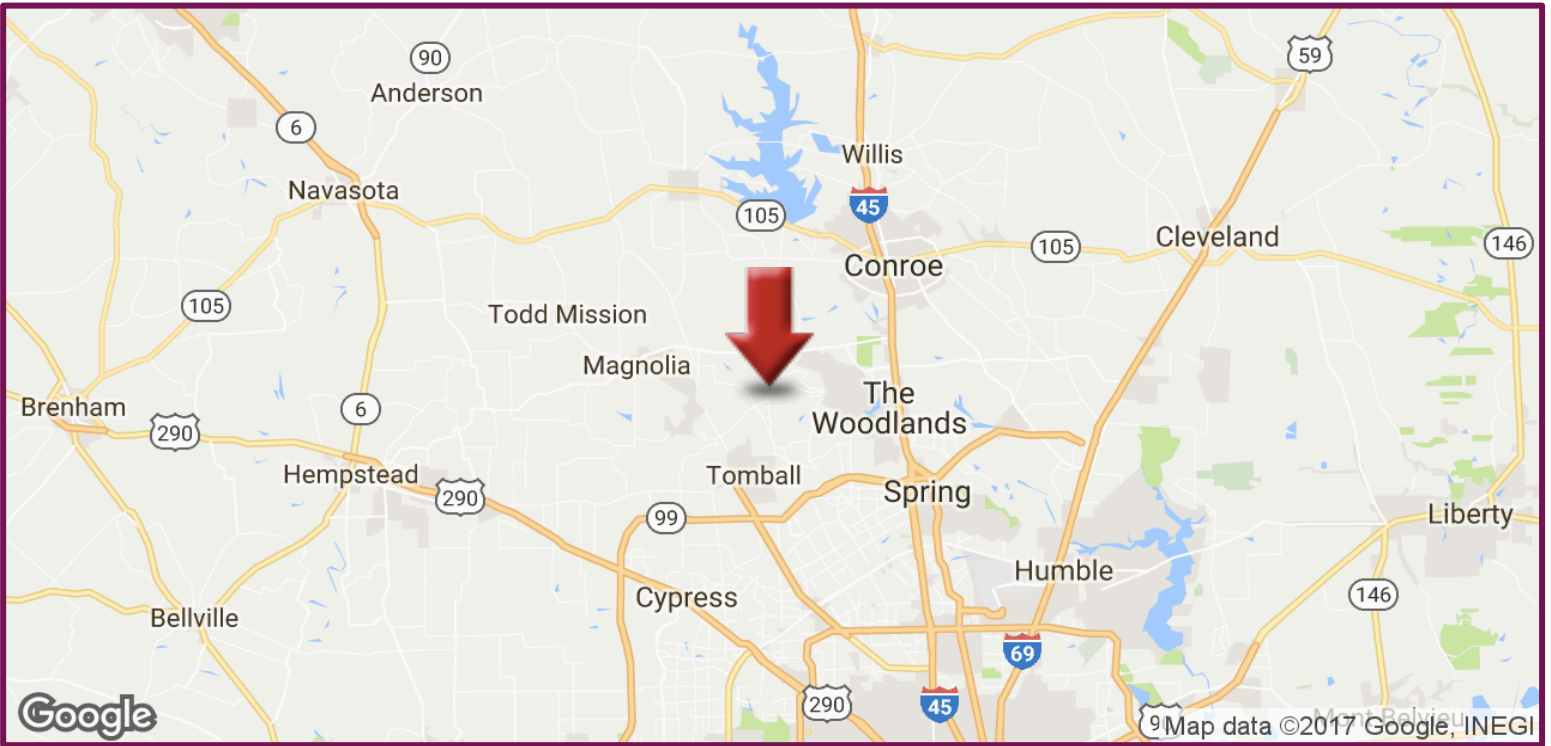 59
90
Anderson
6
Willis
Navasota
45
105
Cleveland
146
105
Conroe
105
Todd Mission
Magnolia
The
Woodlands
Brenham
6
290
Hempstead
Tomball
290
Spring
99
Liberty
Humble
Cypress
146
Bellville
69
290
45
Google
Mont Belvieu
Map data ©2017 Google, INEGI